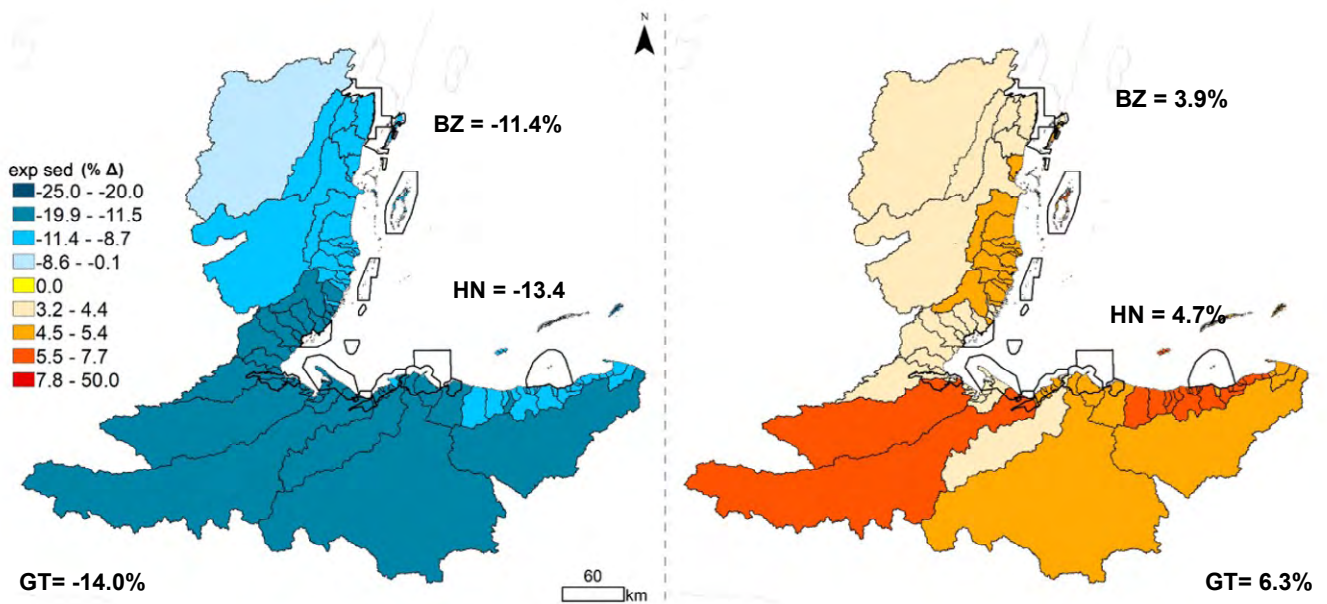 N
BZ = -11.4%
BZ = 3.9%
exp sed (% Δ)
-25.0 - -20.0
-19.9 - -11.5
-11.4 - -8.7
-8.6 - -0.1
0.0
3.2 - 4.4
4.5 - 5.4
5.5 - 7.7
7.8 - 50.0
HN = -13.4
HN = 4.7%
GT= -14.0%
60
km
GT= 6.3%